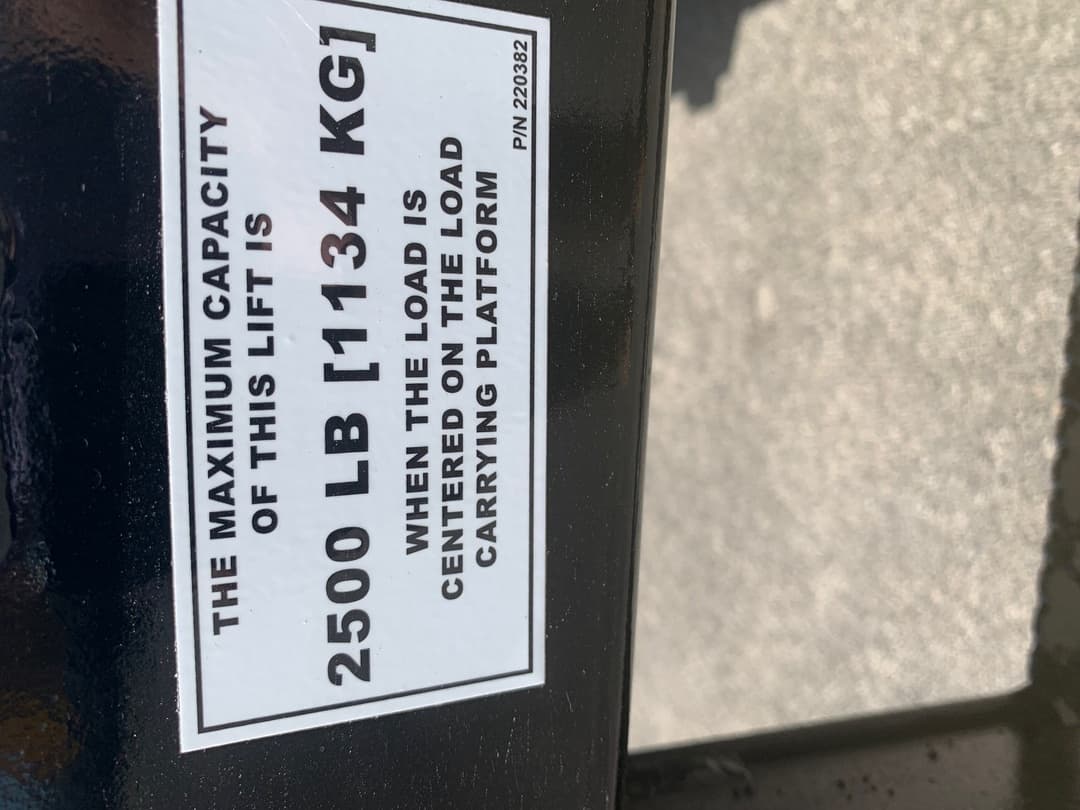 THE MAXIMUM CAPACITY
OF THIS LIFT IS
2500 LB [1134 KG]
WHEN THE LOAD IS
CENTERED ON THE LOAD
CARRYING PLATFORM
P/N 220382